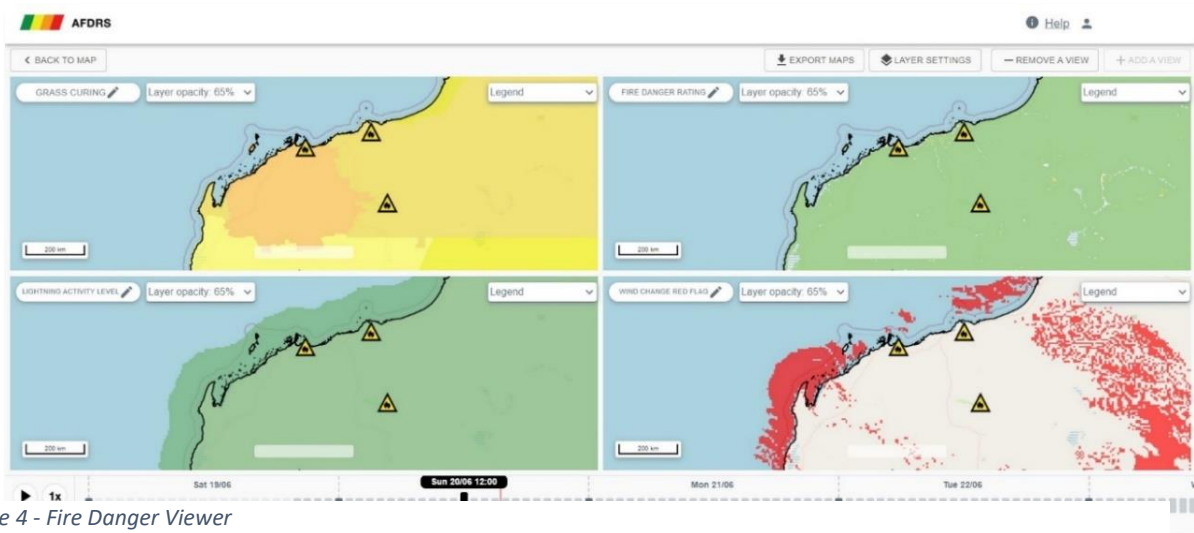 AFDRS
Help
BACK TO MAP
EXPORT MAPS
LAYER SETTINGS
REMOVE A VIEW
ADD A VIEW
GRASS CURING
Layer opacity: 65%
Legend
FIRE DANGER RATING
Layer opacity: 65%
Legend
200 km
200 km
LIGHTNING ACTIVITY LEVEL
Layer opacity: 65%
Legend
WIND CHANGE RED FLAG
Layer opacity: 65%
Legend
200 km
200 km
1x
Sat 19/06
Sun 20/06 12:00
Mon 21/06
Tue 22/06
e 4 - Fire Danger Viewer